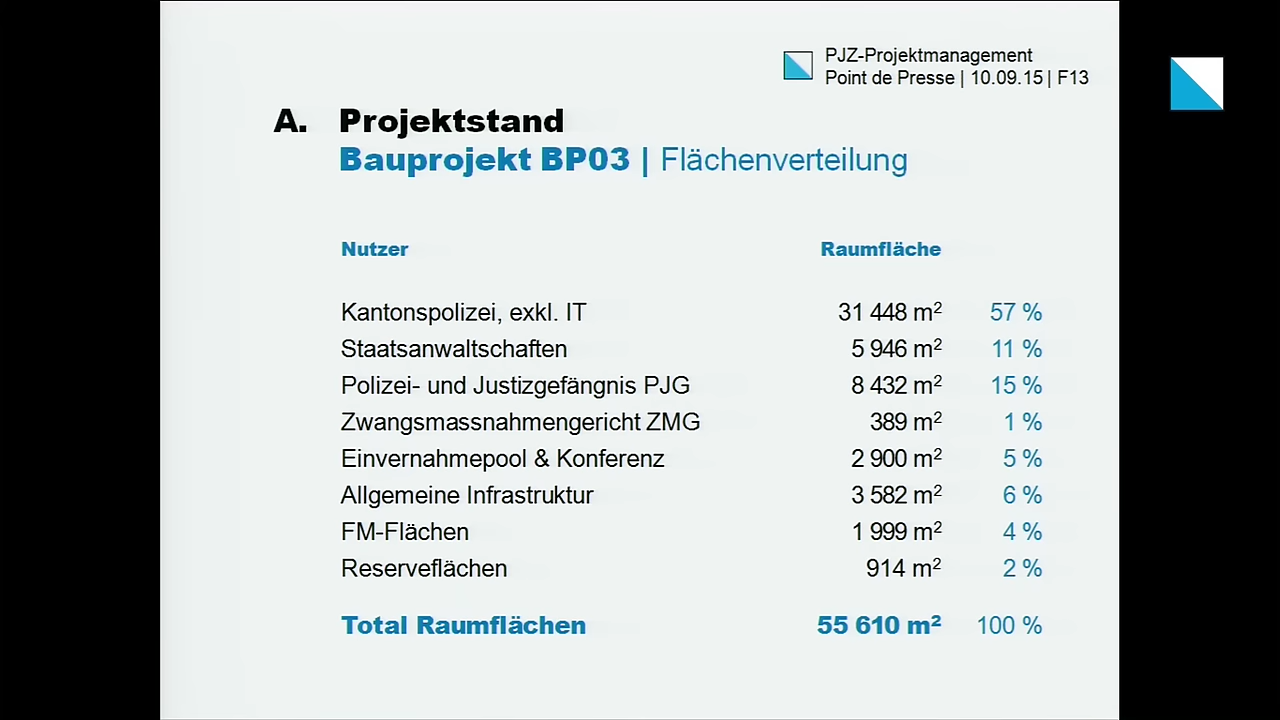 PJZ-Projektmanagement
Point de Presse | 10.09.15 | F13
A. Projektstand
Bauprojekt BP03 | Flächenverteilung
Nutzer Raumfläche
Kantonspolizei, exkl. IT 31 448 m² 57 %
Staatsanwaltschaften 5 946 m² 11 %
Polizei- und Justizgefängnis PJG 8 432 m² 15 %
Zwangsmassnahmengericht ZMG 389 m² 1 %
Einvernahmepool & Konferenz 2 900 m² 5 %
Allgemeine Infrastruktur 3 582 m² 6 %
FM-Flächen 1 999 m² 4 %
Reserveflächen 914 m² 2 %
Total Raumflächen 55 610 m² 100 %